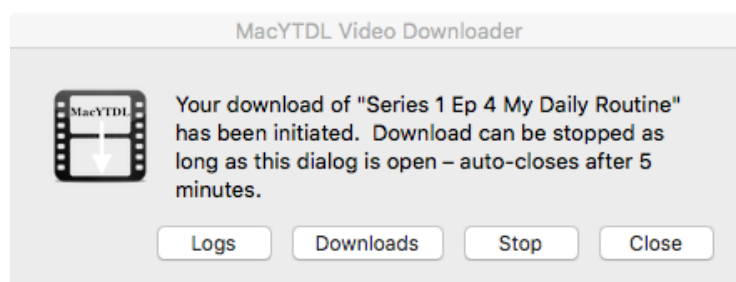 MacYTDL Video Downloader
MacYTDL
Your download of "Series 1 Ep 4 My Daily Routine"
has been initiated.  Download can be stopped as
long as this dialog is open – auto-closes after 5
minutes.
Logs Downloads Stop Close